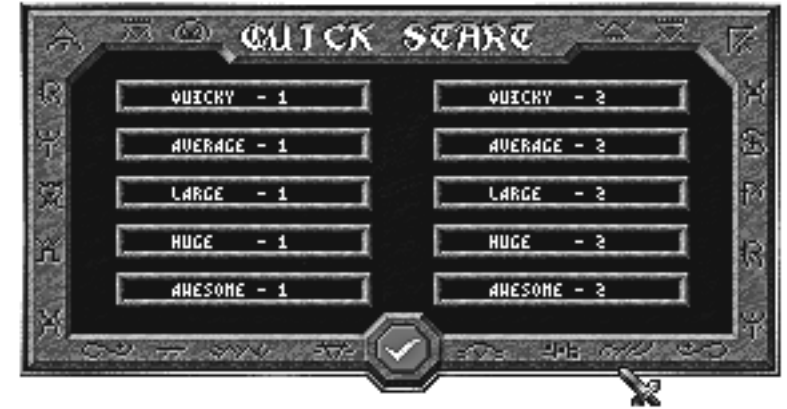 QUICK START
QUICKY - 1
QUICKY - 2
AVERAGE - 1
AVERAGE - 2
LARGE - 1
LARGE - 2
HUGE - 1
HUGE - 2
AWESOME - 1
AWESOME - 2